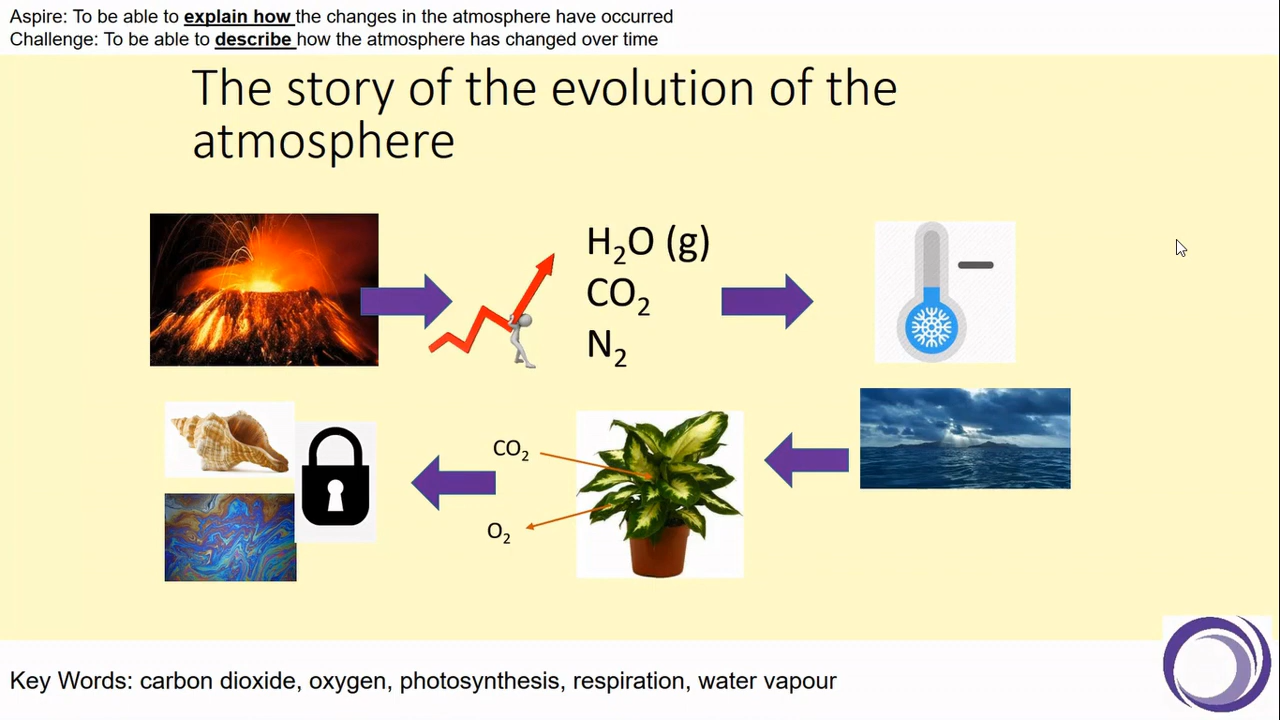 Aspire: To be able to explain how the changes in the atmosphere have occurred
Challenge: To be able to describe how the atmosphere has changed over time
The story of the evolution of the
atmosphere
H₂O (g)
CO₂
N₂
CO₂
O₂
Key Words: carbon dioxide, oxygen, photosynthesis, respiration, water vapour